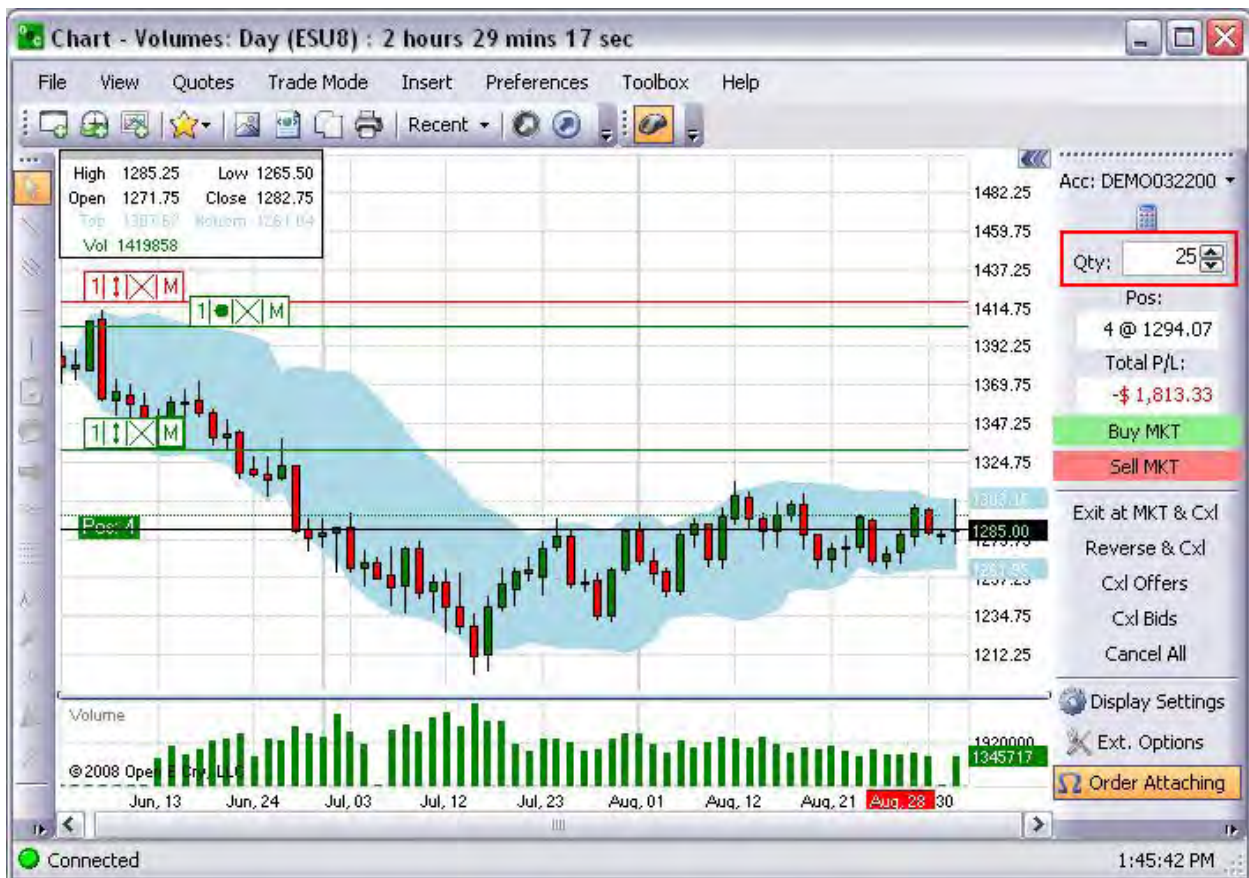 Chart - Volumes: Day (ESU8) : 2 hours 29 mins 17 sec
File View Quotes Trade Mode Insert Preferences Toolbox Help
Recent
High 1285.25 Low 1265.50
Open 1271.75 Close 1282.75
Vol 1419858
1 M
1 M
1 M
Pos: 4
1482.25
1459.75
1437.25
1414.75
1392.25
1369.75
1347.25
1324.75
1285.00
1234.75
1212.25
Volume
1920000
1345717
©2008 Open E Cry, LLC
Jun, 13 Jun, 24 Jul, 03 Jul, 12 Jul, 23 Aug, 01 Aug, 12 Aug, 21 Aug, 28 30
Acc: DEMO032200
Qty: 25
Pos:
4 @ 1294.07
Total P/L:
-$ 1,813.33
Buy MKT
Sell MKT
Exit at MKT & Cxl
Reverse & Cxl
Cxl Offers
Cxl Bids
Cancel All
Display Settings
Ext. Options
Order Attaching
Connected 1:45:42 PM